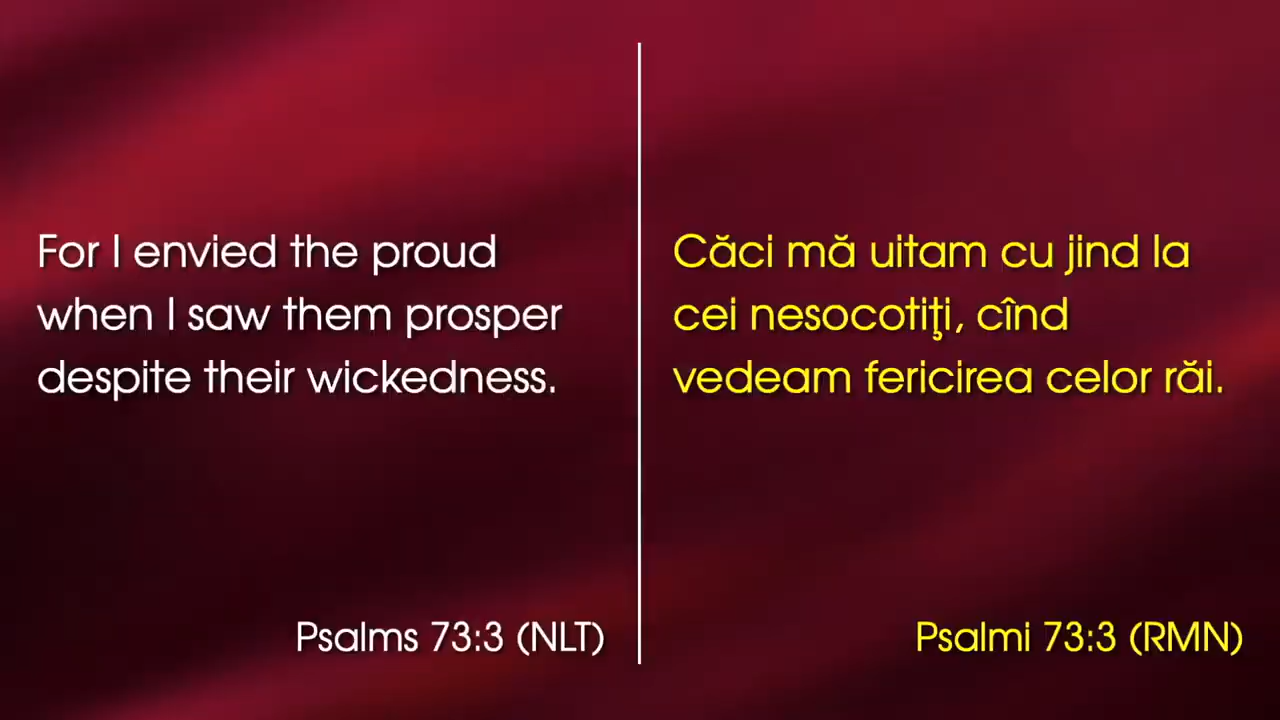 For I envied the proud
when I saw them prosper
despite their wickedness.
Psalms 73:3 (NLT)
Căci mă uitam cu jind la
cei nesocotiţi, cînd
vedeam fericirea celor răi.
Psalmi 73:3 (RMN)